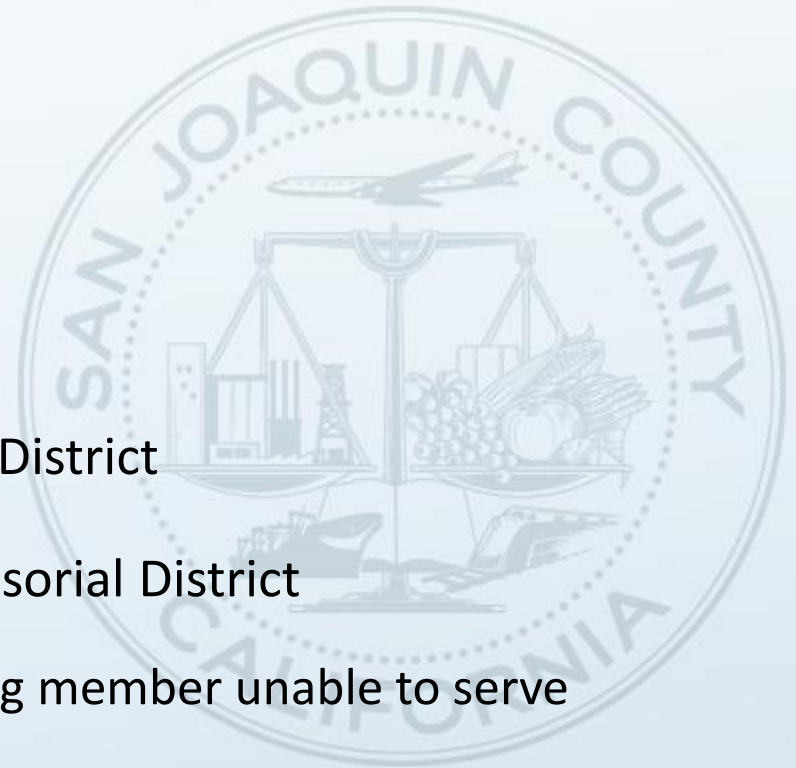 SAN JOAQUIN COUNTY
District
sorial District
g member unable to serve
CALIFORNIA